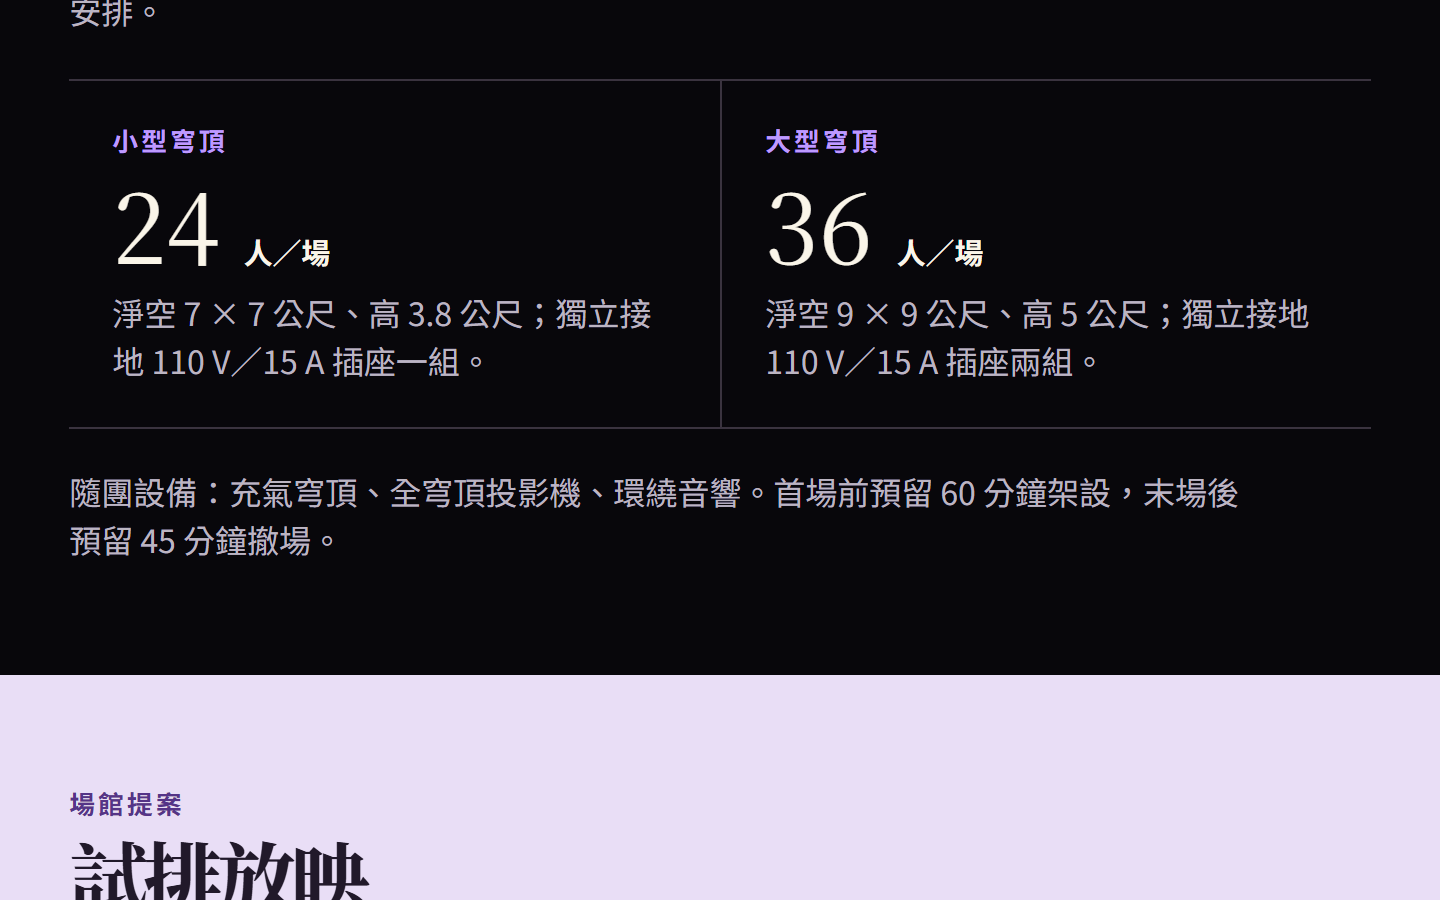 安排。
小型穹頂
24 人／場
淨空 7 × 7 公尺、高 3.8 公尺；獨立接
地 110 V／15 A 插座一組。
大型穹頂
36 人／場
淨空 9 × 9 公尺、高 5 公尺；獨立接地
110 V／15 A 插座兩組。
隨團設備：充氣穹頂、全穹頂投影機、環繞音響。首場前預留 60 分鐘架設，末場後
預留 45 分鐘撤場。
場館提案
試排放映